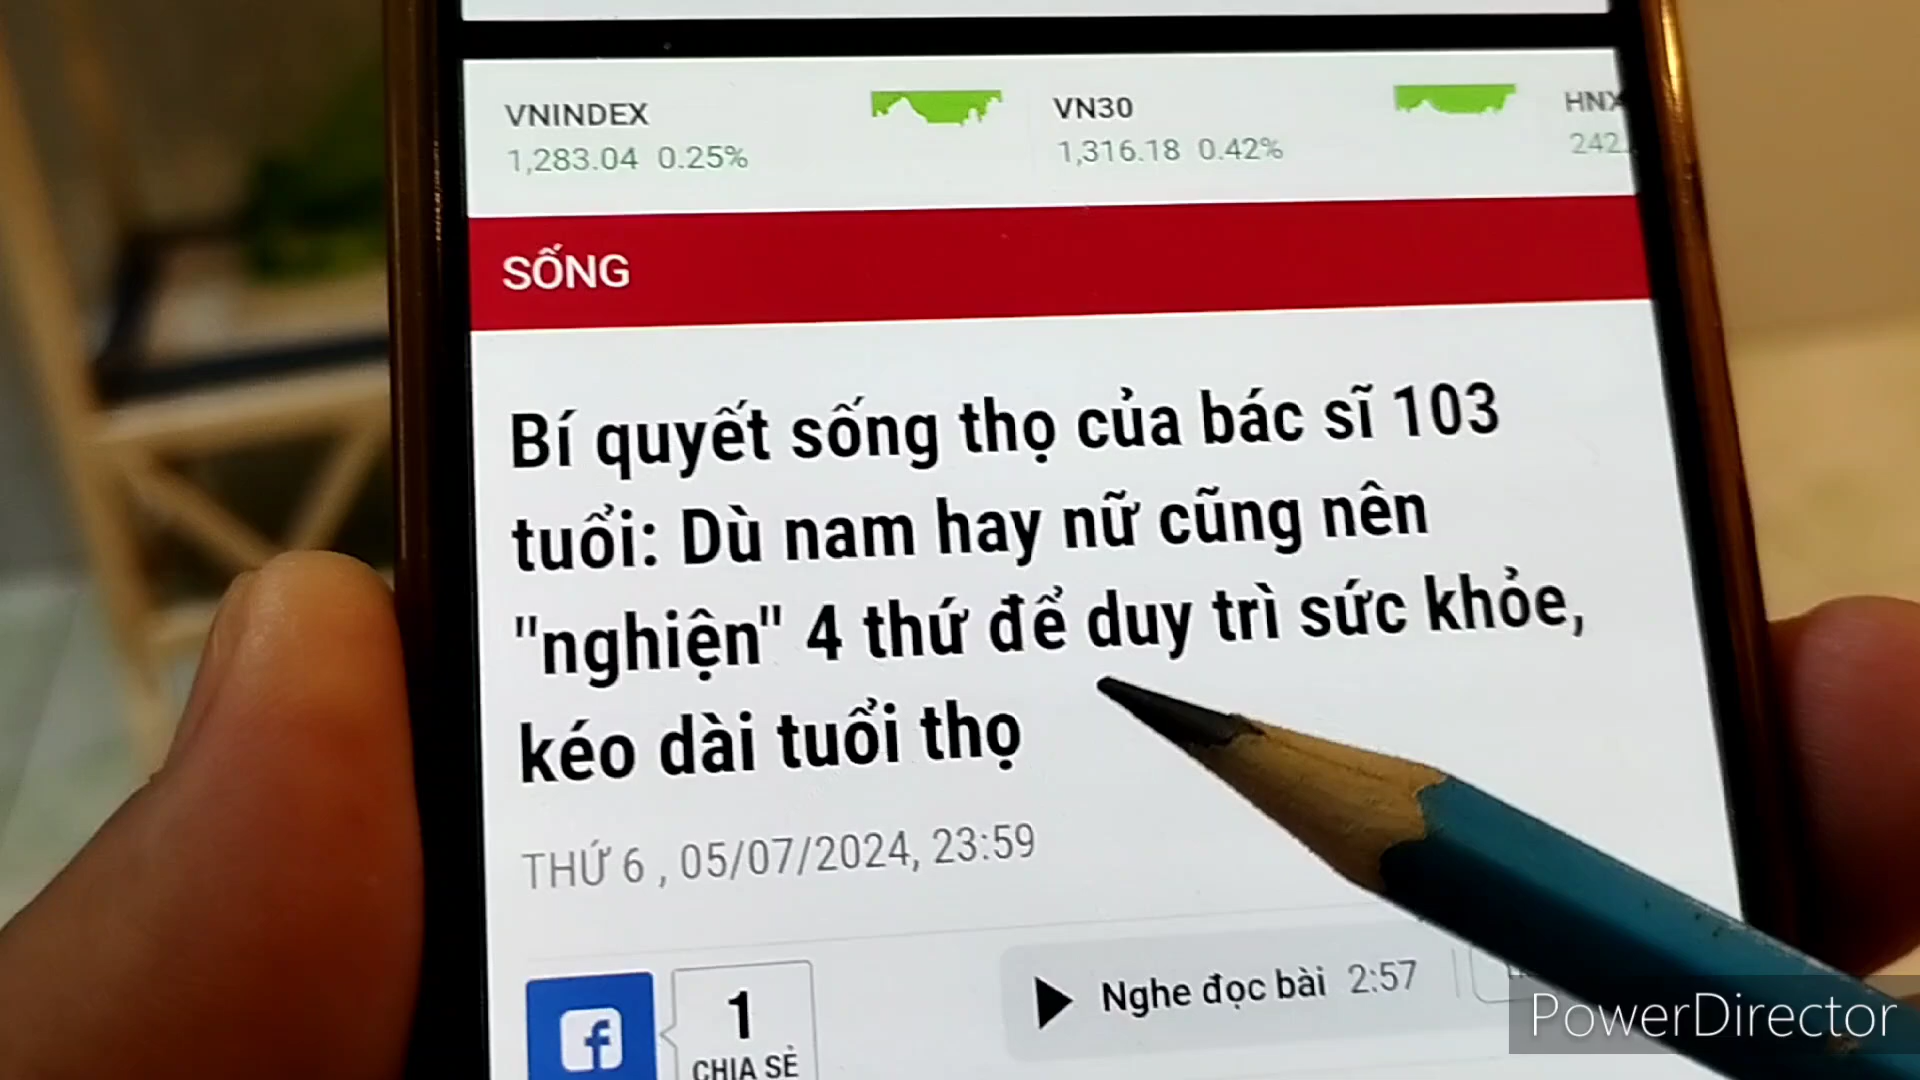 VNINDEX
1,283.04 0.25%
VN30
1,316.18 0.42%
HNX
242.
SỐNG
Bí quyết sống thọ của bác sĩ 103
tuổi: Dù nam hay nữ cũng nên
"nghiện" 4 thứ để duy trì sức khỏe,
kéo dài tuổi thọ
THỨ 6 , 05/07/2024, 23:59
1
CHIA SẺ
Nghe đọc bài 2:57
PowerDirector